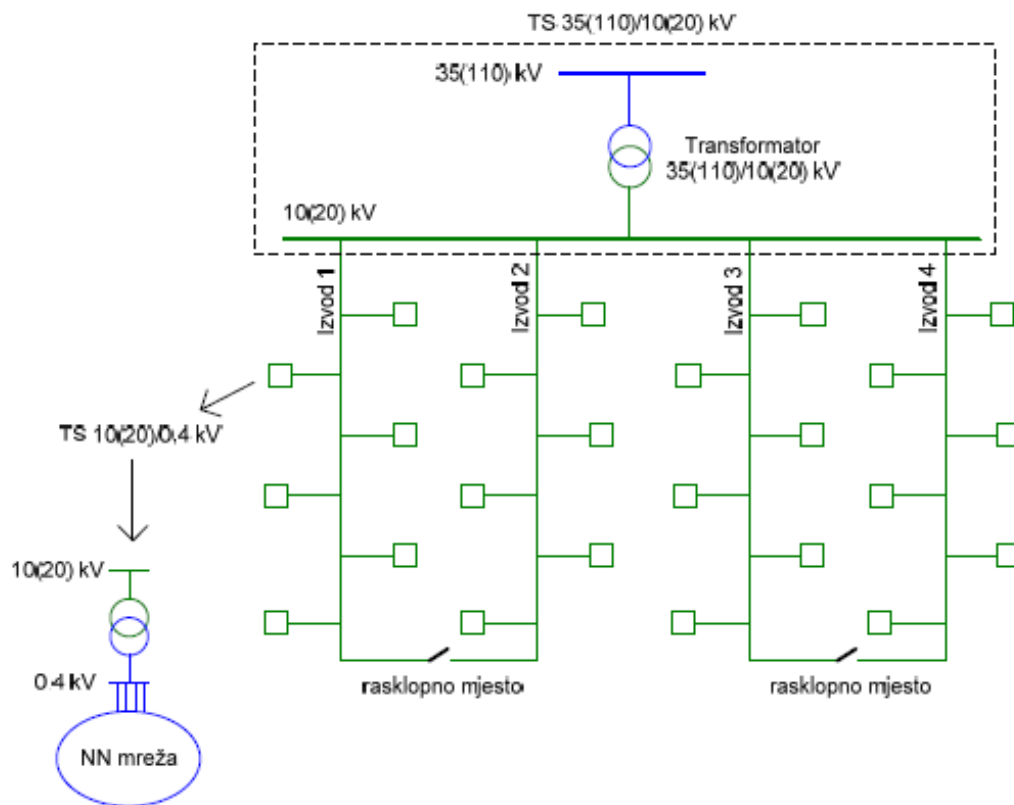 TS 35(110)/10(20) kV
35(110) kV
Transformator
35(110)/10(20) kV
10(20) kV
Izvod 1
Izvod 2
Izvod 3
Izvod 4
TS 10(20)/0,4 kV
10(20) kV
0.4 kV
NN mreža
rasklopno mjesto
rasklopno mjesto